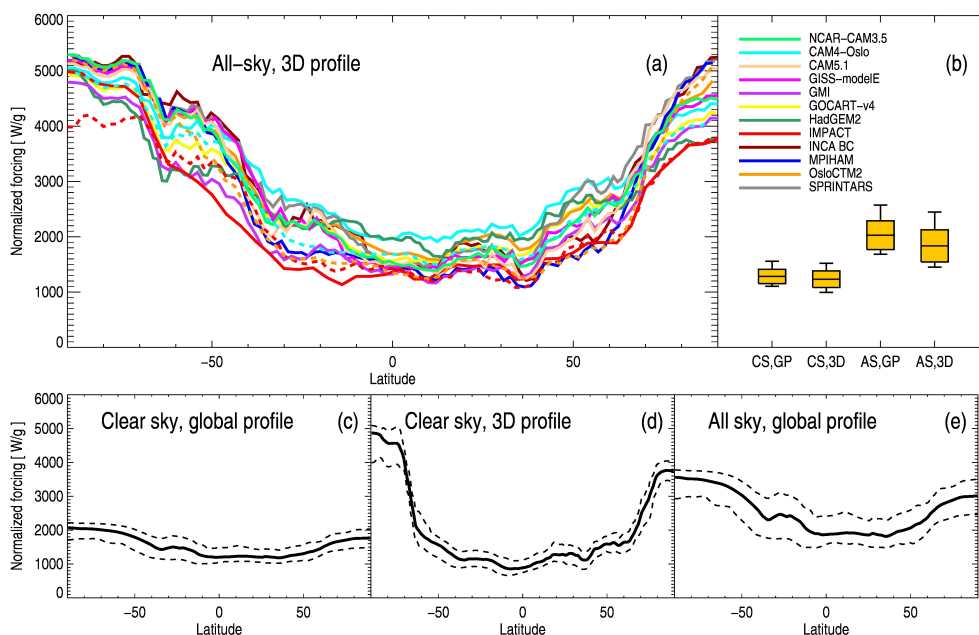 All−sky, 3D profile
(a)
Normalized forcing [ W/g]
6000
5000
4000
3000
2000
1000
0
−50
0
50
Latitude
(b)
NCAR−CAM3.5
CAM4−Oslo
CAM5.1
GISS−modelE
GMI
GOCART−v4
HadGEM2
IMPACT
INCA BC
MPIHAM
OsloCTM2
SPRINTARS
CS,GP
CS,3D
AS,GP
AS,3D
Clear sky, global profile
(c)
Normalized forcing [ W/g]
6000
5000
4000
3000
2000
1000
0
−50
0
50
Latitude
Clear sky, 3D profile
(d)
−50
0
50
Latitude
All sky, global profile
(e)
−50
0
50
Latitude